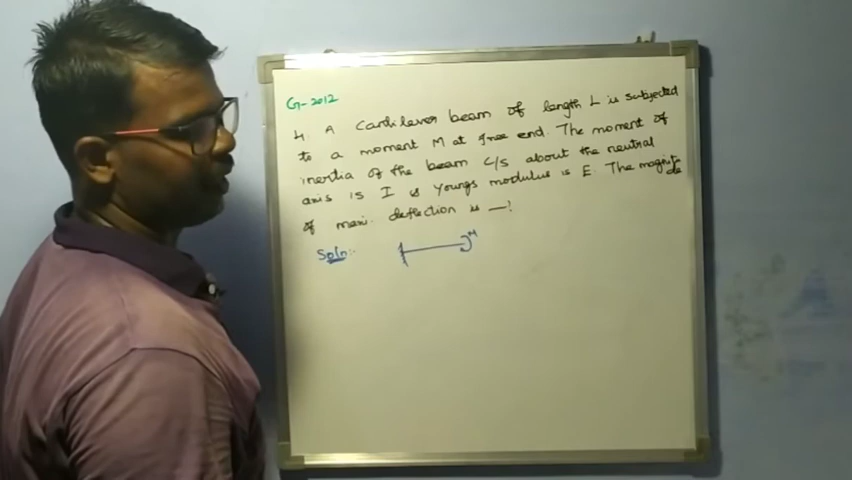 G-2012
4. A Cantilever beam of length L is subjected
to a moment M at free end. The moment of
inertia of the beam C/S about the neutral
axis is I & Youngs modulus is E. The magnitude
of maxi. deflection is —?
Soln:-
M